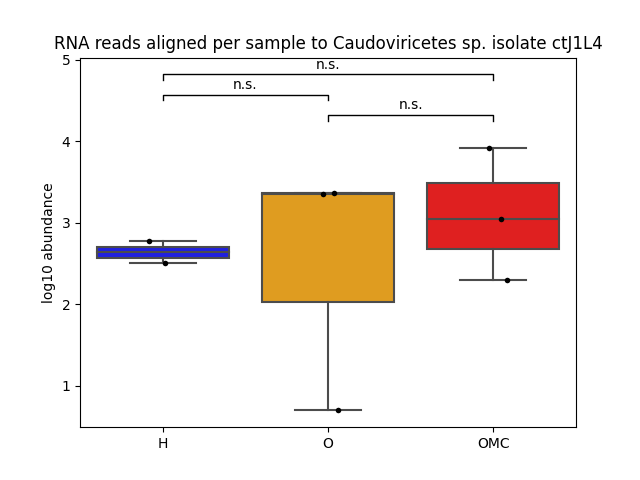 RNA reads aligned per sample to Caudoviricetes sp. isolate ctJ1L4
n.s.
n.s.
n.s.
5
4
3
2
1
log10 abundance
H
O
OMC